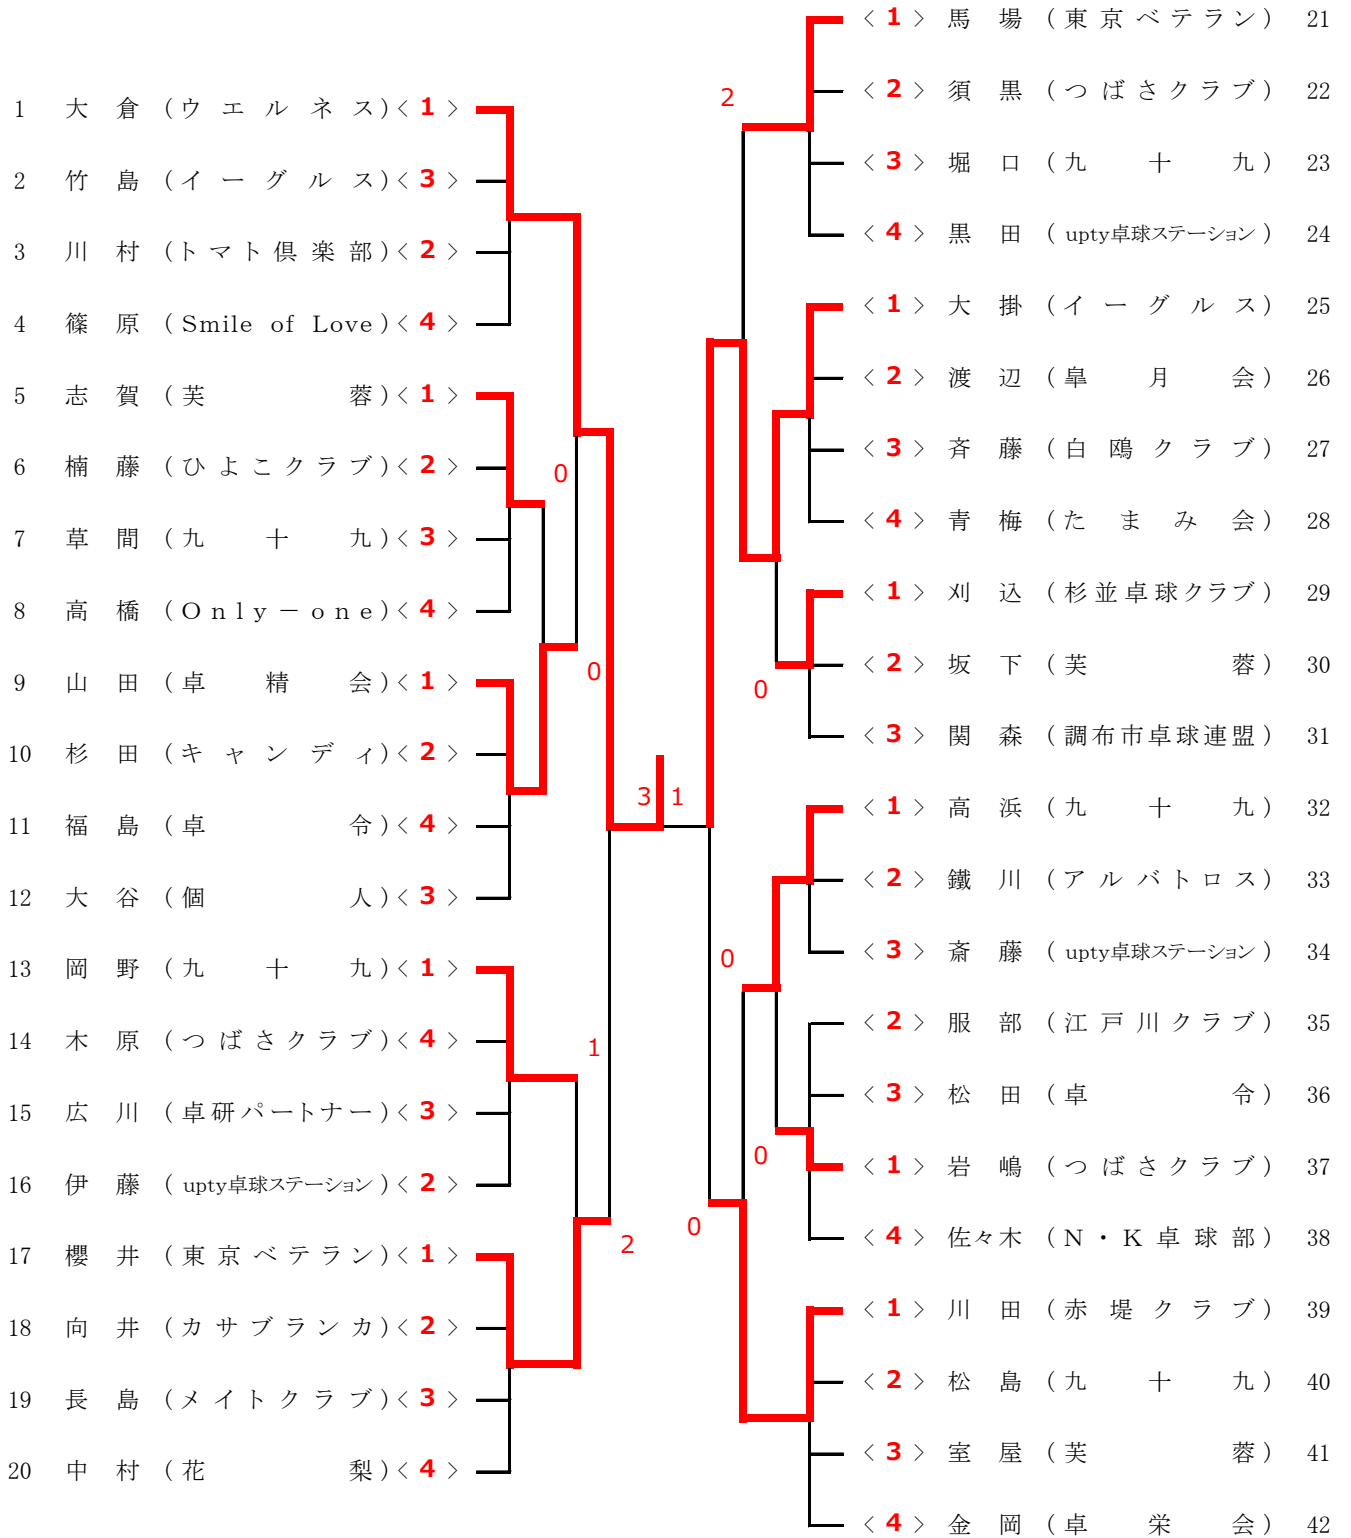 1 大倉 (ウエルネス) < 1 >
2 竹島 (イーグルス) < 3 >
3 川村 (トマト倶楽部) < 2 >
4 篠原 (Smile of Love) < 4 >
5 志賀 (芙蓉) < 1 >
6 楠藤 (ひよこクラブ) < 2 >
7 草間 (九十九) < 3 >
8 高橋 (Only－one) < 4 >
9 山田 (卓精会) < 1 >
10 杉田 (キャンディ) < 2 >
11 福島 (卓令) < 4 >
12 大谷 (個人) < 3 >
13 岡野 (九十九) < 1 >
14 木原 (つばさクラブ) < 4 >
15 広川 (卓研パートナー) < 3 >
16 伊藤 (upty卓球ステーション) < 2 >
17 櫻井 (東京ベテラン) < 1 >
18 向井 (カサブランカ) < 2 >
19 長島 (メイトクラブ) < 3 >
20 中村 (花梨) < 4 >
0
0
1
2
3 1
2
0
0
0
0
< 1 > 馬場 (東京ベテラン) 21
< 2 > 須黒 (つばさクラブ) 22
< 3 > 堀口 (九十九) 23
< 4 > 黒田 (upty卓球ステーション) 24
< 1 > 大掛 (イーグルス) 25
< 2 > 渡辺 (皐月会) 26
< 3 > 斉藤 (白鴎クラブ) 27
< 4 > 青梅 (たまみ会) 28
< 1 > 刈込 (杉並卓球クラブ) 29
< 2 > 坂下 (芙蓉) 30
< 3 > 関森 (調布市卓球連盟) 31
< 1 > 高浜 (九十九) 32
< 2 > 鐵川 (アルバトロス) 33
< 3 > 斎藤 (upty卓球ステーション) 34
< 2 > 服部 (江戸川クラブ) 35
< 3 > 松田 (卓令) 36
< 1 > 岩嶋 (つばさクラブ) 37
< 4 > 佐々木 (N・K卓球部) 38
< 1 > 川田 (赤堤クラブ) 39
< 2 > 松島 (九十九) 40
< 3 > 室屋 (芙蓉) 41
< 4 > 金岡 (卓栄会) 42